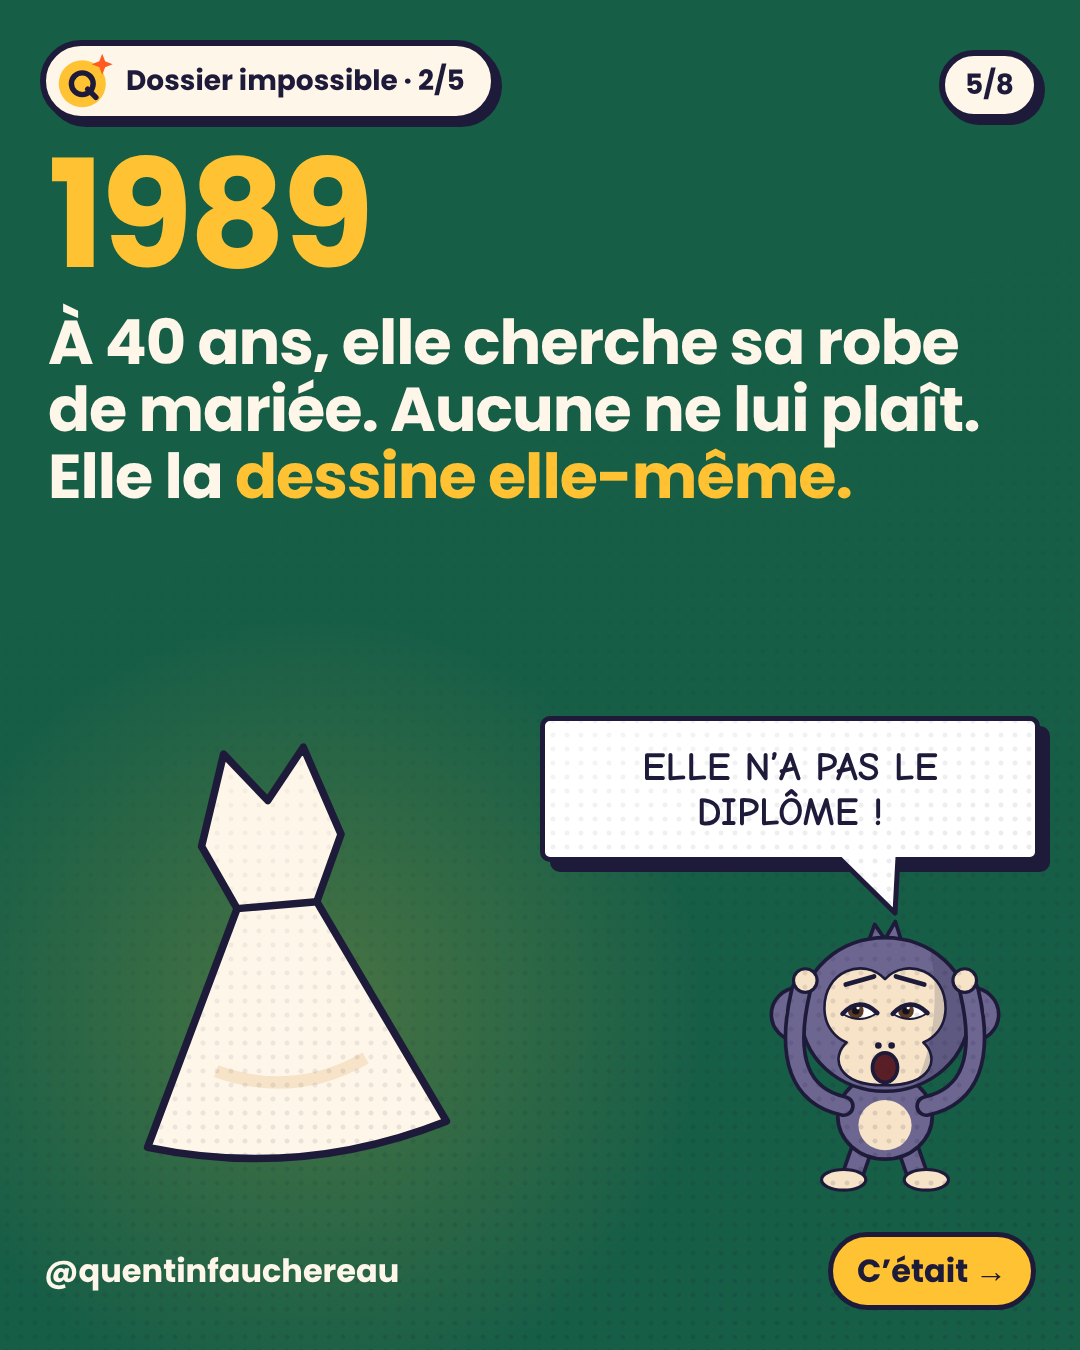 Q Dossier impossible · 2/5
5/8
1989
À 40 ans, elle cherche sa robe
de mariée. Aucune ne lui plaît.
Elle la dessine elle-même.
ELLE N'A PAS LE
DIPLÔME !
@quentinfauchereau
C'était →